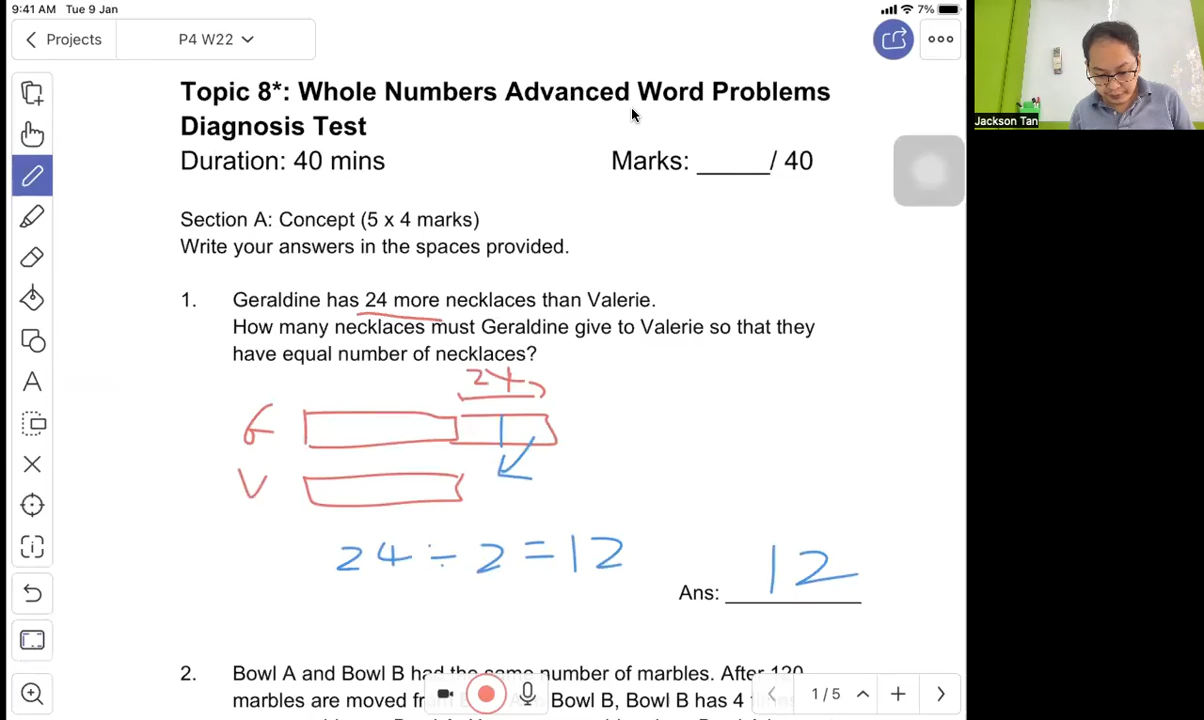 9:41 AM Tue 9 Jan
7%
Projects
P4 W22
Topic 8*: Whole Numbers Advanced Word Problems
Diagnosis Test
Duration: 40 mins Marks: _____/ 40
Section A: Concept (5 x 4 marks)
Write your answers in the spaces provided.
1. Geraldine has 24 more necklaces than Valerie.
How many necklaces must Geraldine give to Valerie so that they
have equal number of necklaces?
24
G
V
24 ÷ 2 = 12
Ans: 12
2. Bowl A and Bowl B had the same number of marbles. After 120
marbles are moved Bowl B, Bowl B has 4
1 / 5
A
Jackson Tan